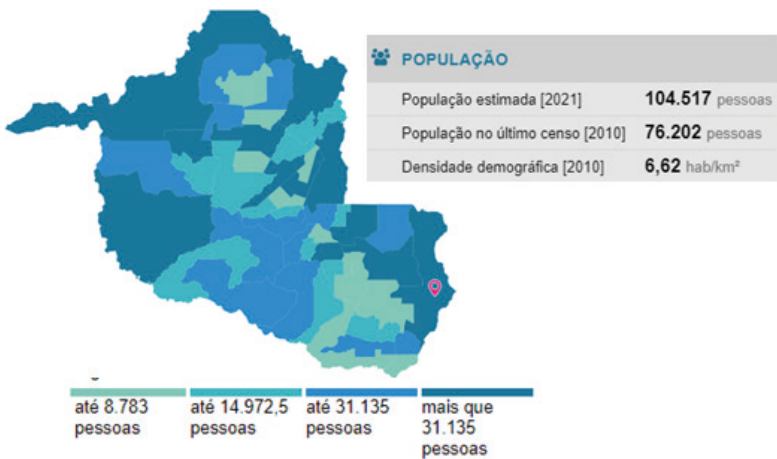 POPULAÇÃO
População estimada [2021] 104.517 pessoas
População no último censo [2010] 76.202 pessoas
Densidade demográfica [2010] 6,62 hab/km²
até 8.783
pessoas
até 14.972,5
pessoas
até 31.135
pessoas
mais que
31.135
pessoas